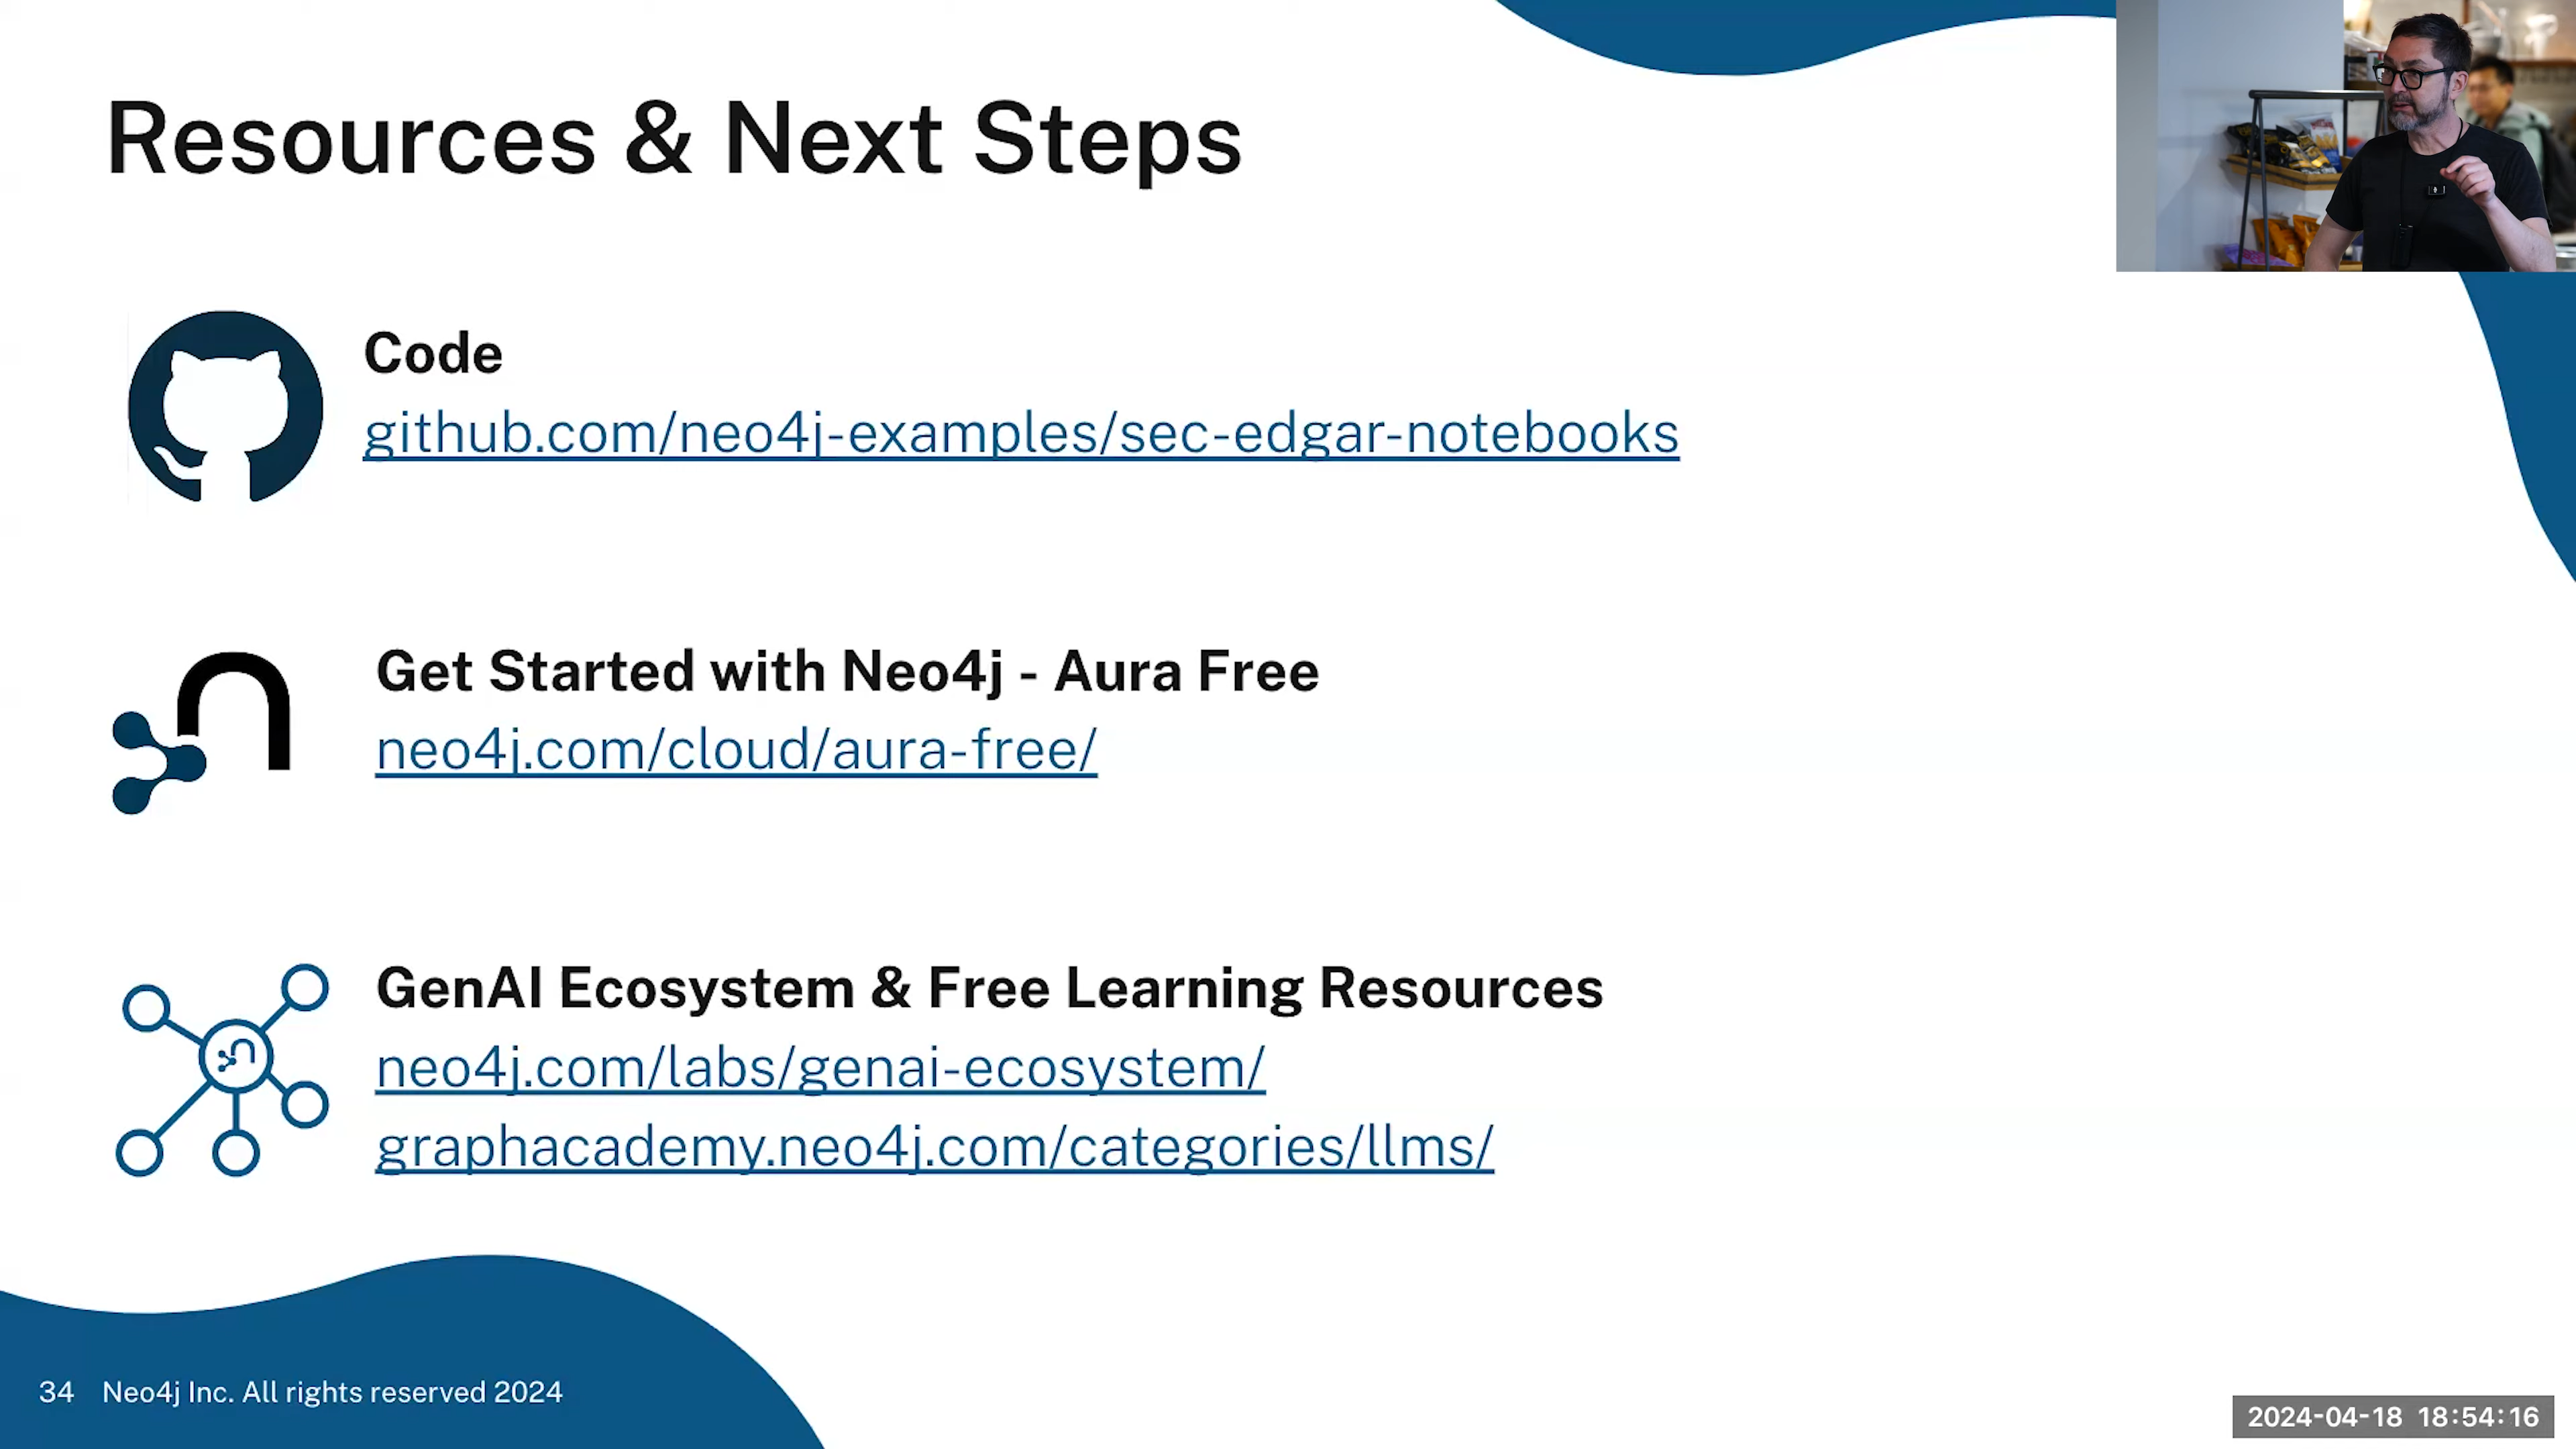 Resources & Next Steps
Code
github.com/neo4j-examples/sec-edgar-notebooks
Get Started with Neo4j - Aura Free
neo4j.com/cloud/aura-free/
GenAI Ecosystem & Free Learning Resources
neo4j.com/labs/genai-ecosystem/
graphacademy.neo4j.com/categories/llms/
34 Neo4j Inc. All rights reserved 2024
2024-04-18 18:54:16